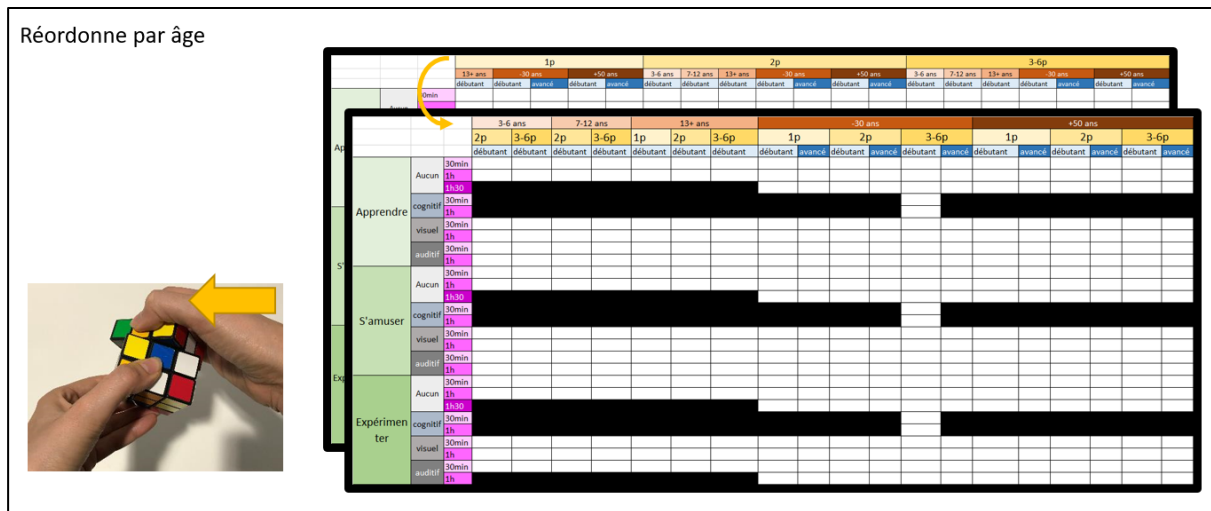 Réordonne par âge
1p 2p 3-6p
13+ ans -30 ans +50 ans 3-6 ans 7-12 ans 13+ ans -30 ans +50 ans 3-6 ans 7-12 ans 13+ ans -30 ans +50 ans
débutant débutant avancé débutant avancé débutant débutant débutant débutant avancé débutant avancé débutant débutant débutant débutant avancé débutant avancé
3-6 ans 7-12 ans 13+ ans -30 ans +50 ans
2p 3-6p 2p 3-6p 1p 2p 3-6p 1p 2p 3-6p 1p 2p 3-6p
débutant débutant débutant débutant débutant débutant débutant débutant avancé débutant avancé débutant avancé débutant avancé débutant avancé débutant avancé
Apprendre
Aucun 30min
1h
1h30
cognitif 30min
1h
visuel 30min
1h
auditif 30min
1h
S'amuser
Aucun 30min
1h
1h30
cognitif 30min
1h
visuel 30min
1h
auditif 30min
1h
Expérimen
ter
Aucun 30min
1h
1h30
cognitif 30min
1h
visuel 30min
1h
auditif 30min
1h